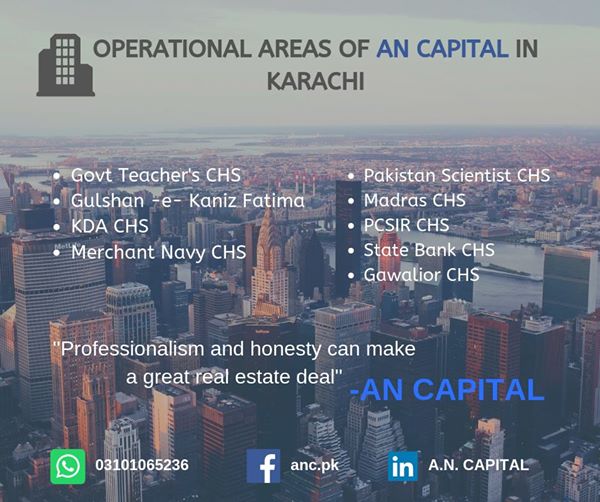 OPERATIONAL AREAS OF AN CAPITAL IN
KARACHI
• Govt Teacher's CHS
• Gulshan -e- Kaniz Fatima
• KDA CHS
• Merchant Navy CHS
• Pakistan Scientist CHS
• Madras CHS
• PCSIR CHS
• State Bank CHS
• Gawalior CHS
MetLife
"Professionalism and honesty can make
a great real estate deal"
-AN CAPITAL
03101065236
f
anc.pk
in
A.N. CAPITAL